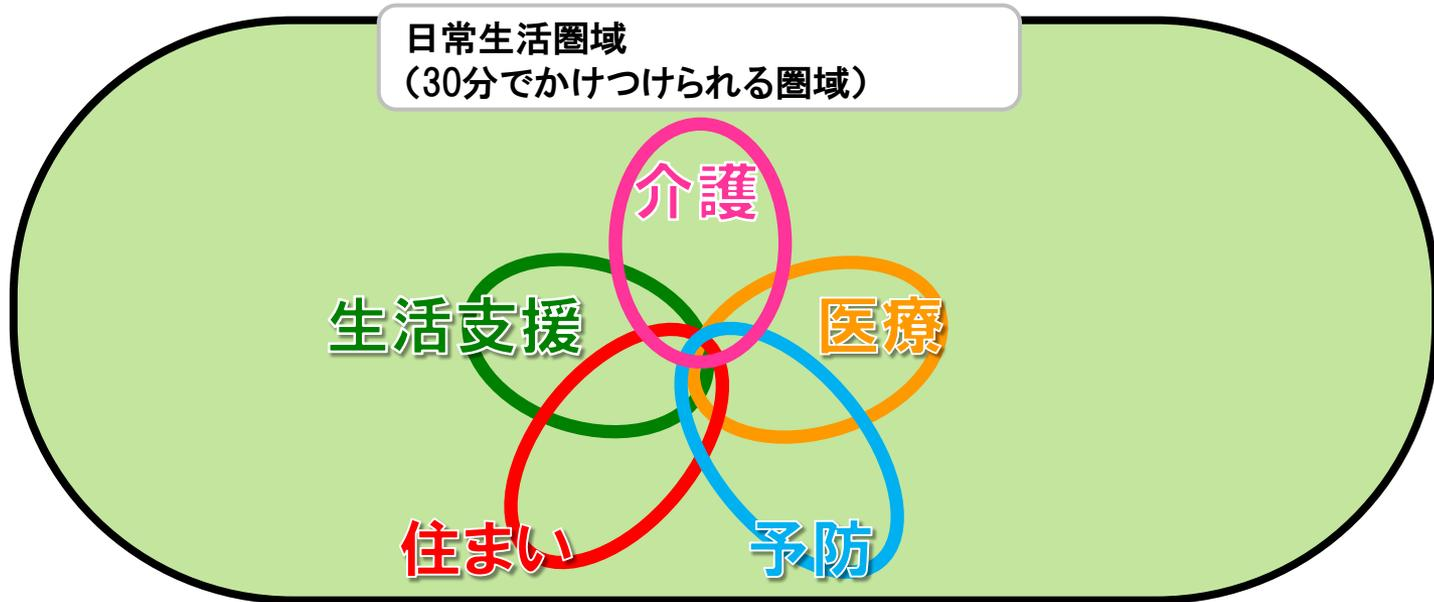 日常生活圏域
（30分でかけつけられる圏域）
介護
生活支援
医療
住まい
予防